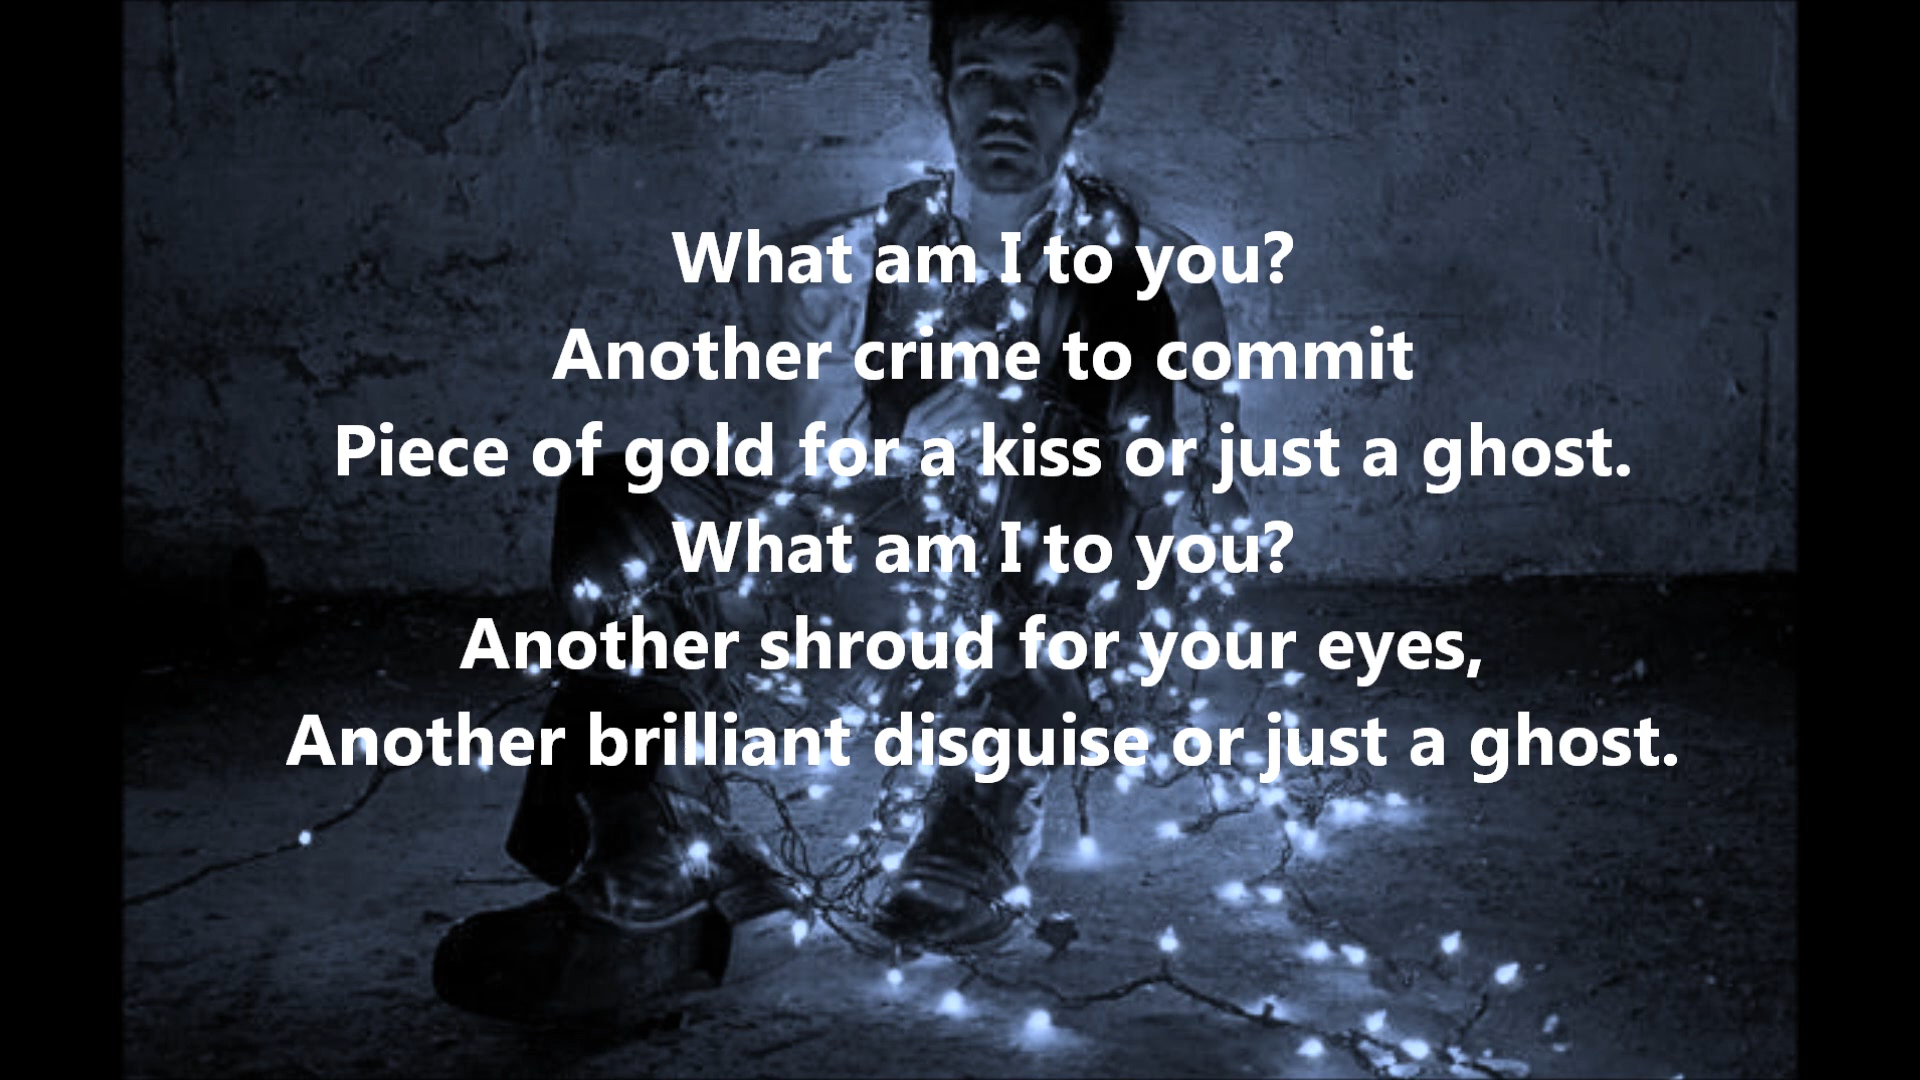 What am I to you?
Another crime to commit
Piece of gold for a kiss or just a ghost.
What am I to you?
Another shroud for your eyes,
Another brilliant disguise or just a ghost.